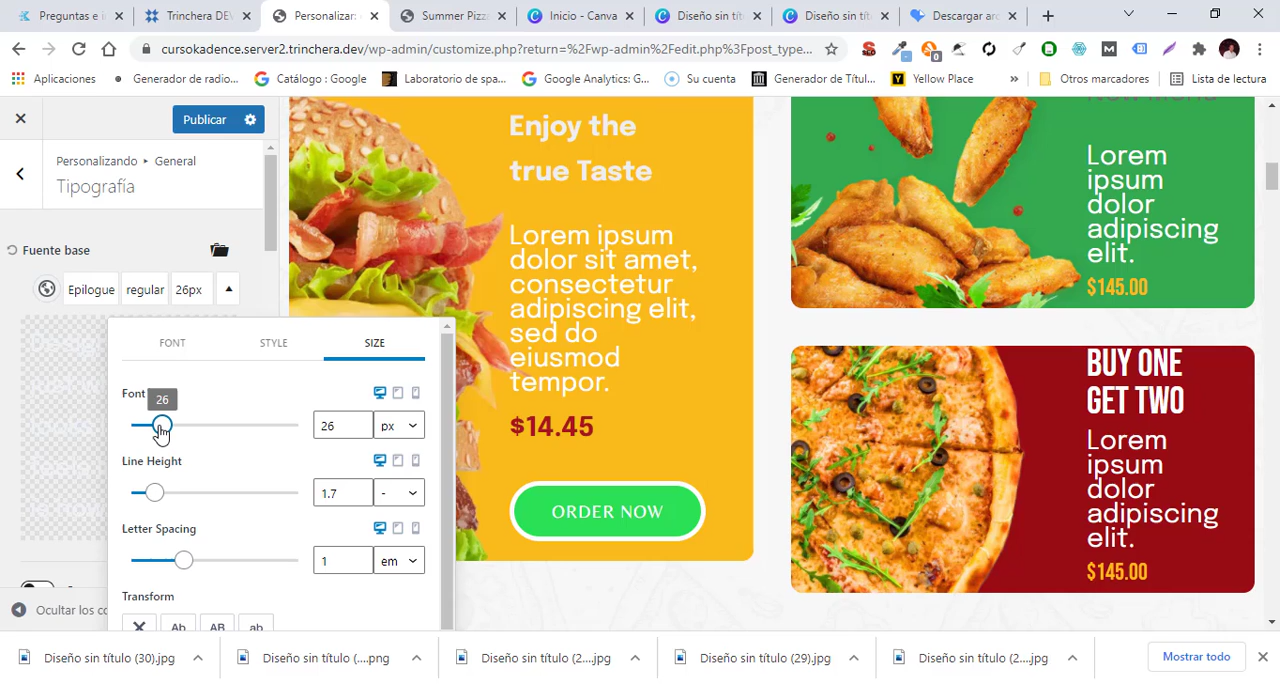 Preguntas e i
Trinchera DEV
Personalizar:
Summer Pizza
Inicio - Canva
Diseño sin tít
Diseño sin tít
Descargar arc
cursokadence.server2.trinchera.dev/wp-admin/customize.php?return=%2Fwp-admin%2Fedit.php%3Fpost_type...
Aplicaciones
Generador de radio...
Catálogo : Google
Laboratorio de spa...
Google Analytics: G...
Su cuenta
Generador de Títul...
Yellow Place
»
Otros marcadores
Lista de lectura
Publicar
Personalizando ▸ General
Tipografía
Fuente base
Epilogue
regular
26px
FONT
STYLE
SIZE
Font
26
26
px
Line Height
1.7
-
Letter Spacing
1
em
Transform
Ab
AB
ab
Ocultar los co
Enjoy the
true Taste
Lorem ipsum
dolor sit amet,
consectetur
adipiscing elit,
sed do
eiusmod
tempor.
$14.45
ORDER NOW
New Menu
Lorem
ipsum
dolor
adipiscing
elit.
$145.00
BUY ONE
GET TWO
Lorem
ipsum
dolor
adipiscing
elit.
$145.00
Diseño sin título (30).jpg
Diseño sin título (....png
Diseño sin título (2....jpg
Diseño sin título (29).jpg
Diseño sin título (2....jpg
Mostrar todo